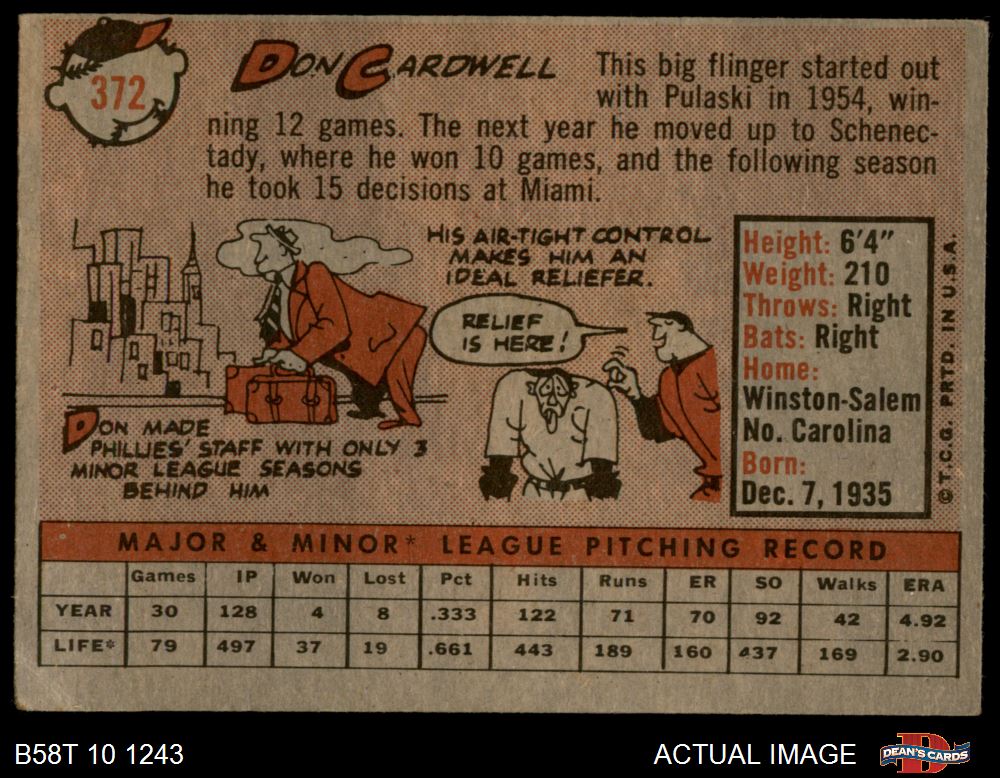 372
DON CARDWELL
This big flinger started out
with Pulaski in 1954, win-
ning 12 games. The next year he moved up to Schenec-
tady, where he won 10 games, and the following season
he took 15 decisions at Miami.
HIS AIR-TIGHT CONTROL
MAKES HIM AN
IDEAL RELIEFER.
RELIEF
IS HERE!
DON MADE
PHILLIES' STAFF WITH ONLY 3
MINOR LEAGUE SEASONS
BEHIND HIM
Height: 6'4"
Weight: 210
Throws: Right
Bats: Right
Home:
Winston-Salem
No. Carolina
Born:
Dec. 7, 1935
© T.C.G. PRTD. IN U.S.A.
MAJOR & MINOR* LEAGUE PITCHING RECORD
Games IP Won Lost Pct Hits Runs ER SO Walks ERA
YEAR 30 128 4 8 .333 122 71 70 92 42 4.92
LIFE* 79 497 37 19 .661 443 189 160 437 169 2.90
B58T 10 1243
ACTUAL IMAGE
D
DEAN'S CARDS